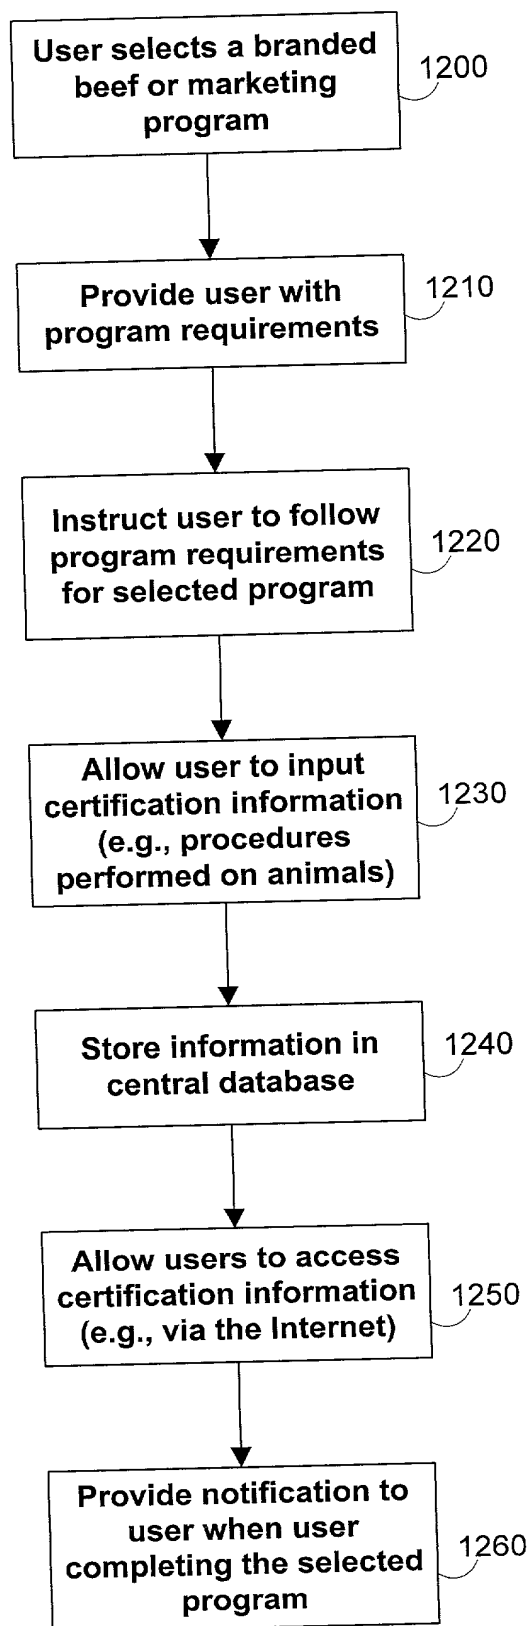 User selects a branded
beef or marketing
program
1200
Provide user with
program requirements
1210
Instruct user to follow
program requirements
for selected program
1220
Allow user to input
certification information
(e.g., procedures
performed on animals)
1230
Store information in
central database
1240
Allow users to access
certification information
(e.g., via the Internet)
1250
Provide notification to
user when user
completing the selected
program
1260